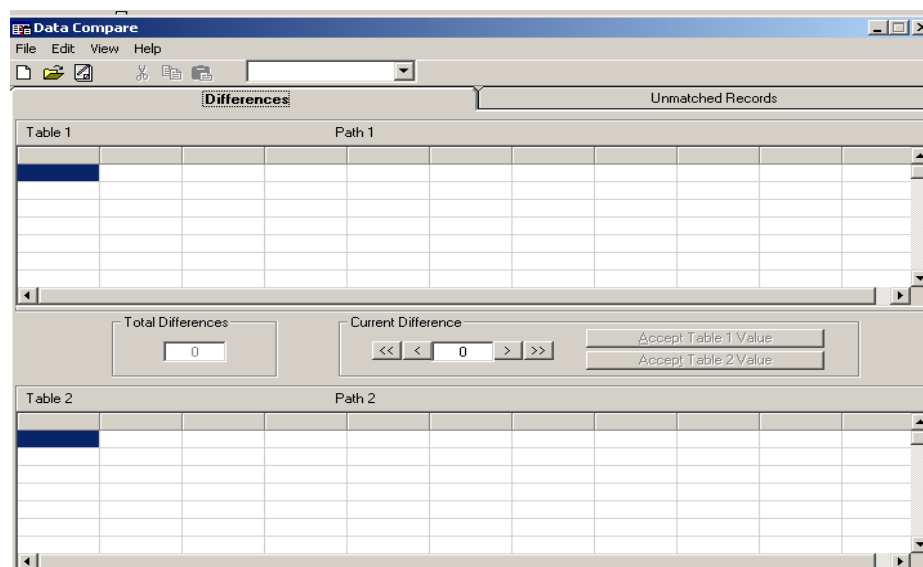 Data Compare
File Edit View Help
Differences Unmatched Records
Table 1 Path 1
Total Differences Current Difference
0 << < 0 > >> Accept Table 1 Value
Accept Table 2 Value
Table 2 Path 2